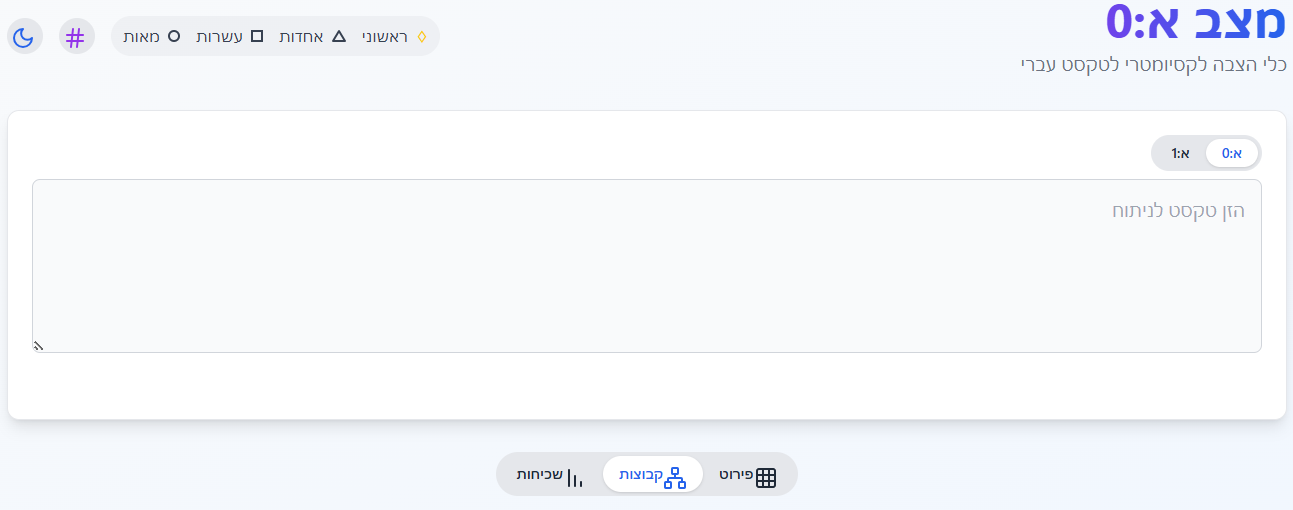 מצב א:0
כלי הצבה לקסיומטרי לטקסט עברי
ראשוני אחדות עשרות מאות
א:0 א:1
הזן טקסט לניתוח
פירוט קבוצות שכיחות